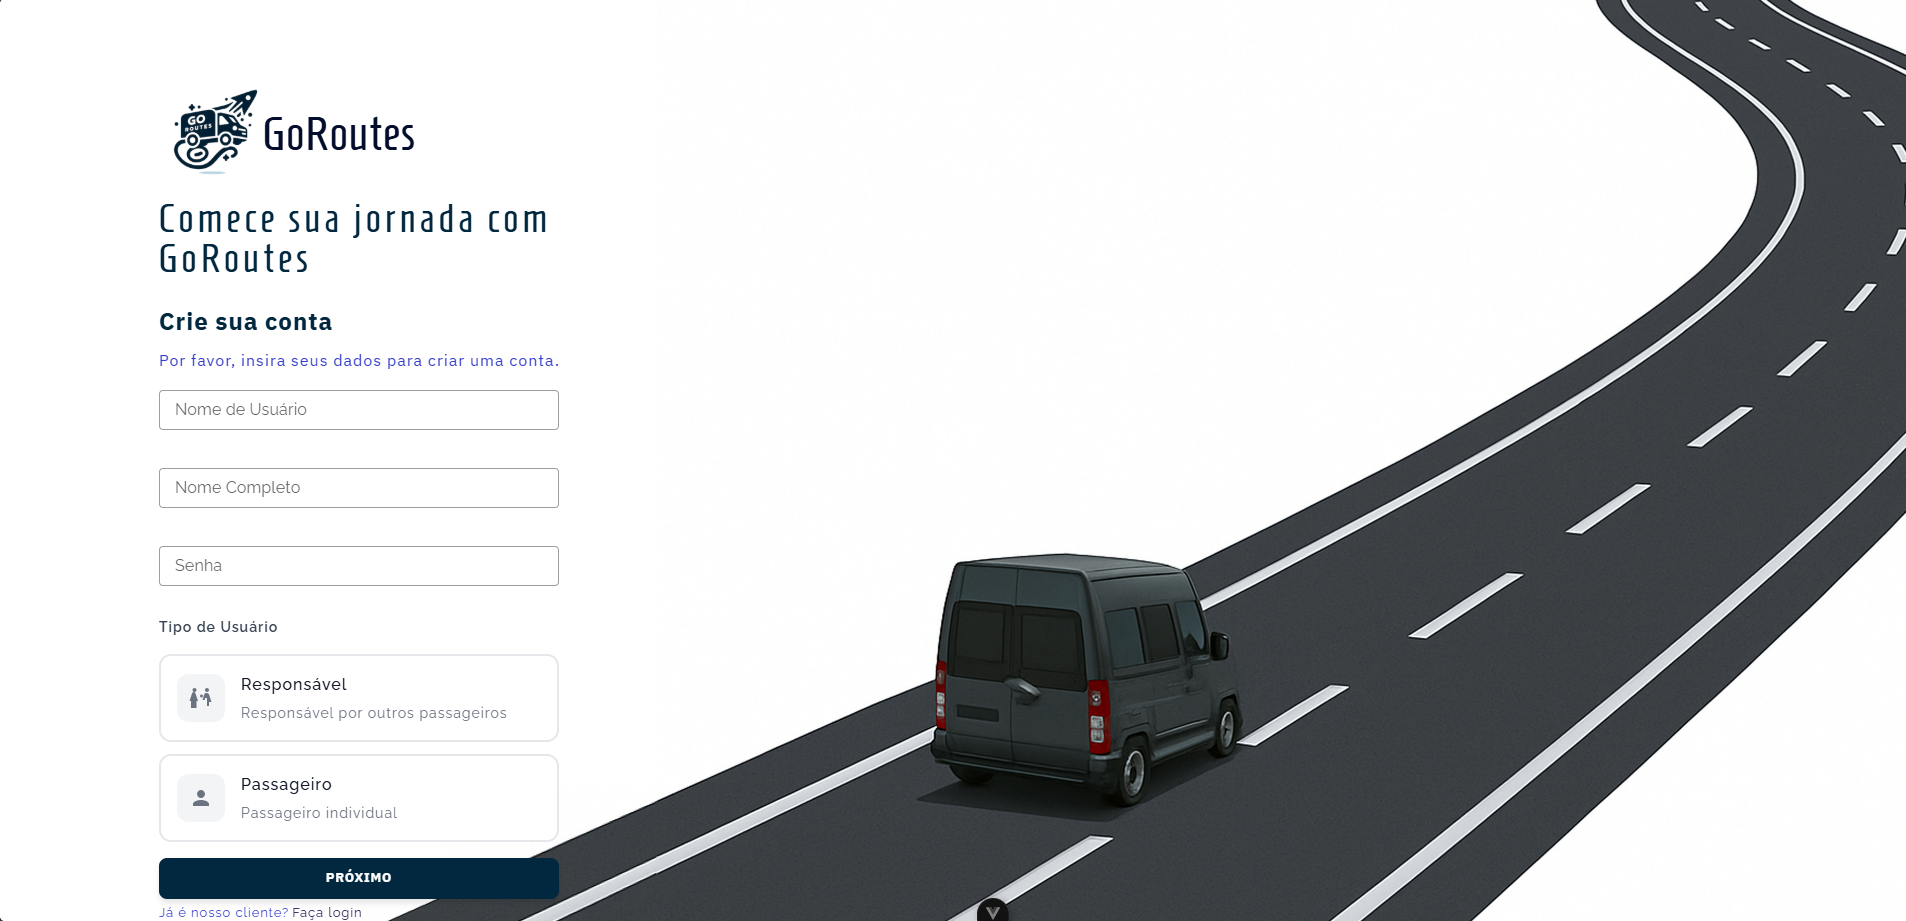 GO
ROUTES
GoRoutes
Comece sua jornada com
GoRoutes
Crie sua conta
Por favor, insira seus dados para criar uma conta.
Nome de Usuário
Nome Completo
Senha
Tipo de Usuário
Responsável
Responsável por outros passageiros
Passageiro
Passageiro individual
PRÓXIMO
Já é nosso cliente? Faça login